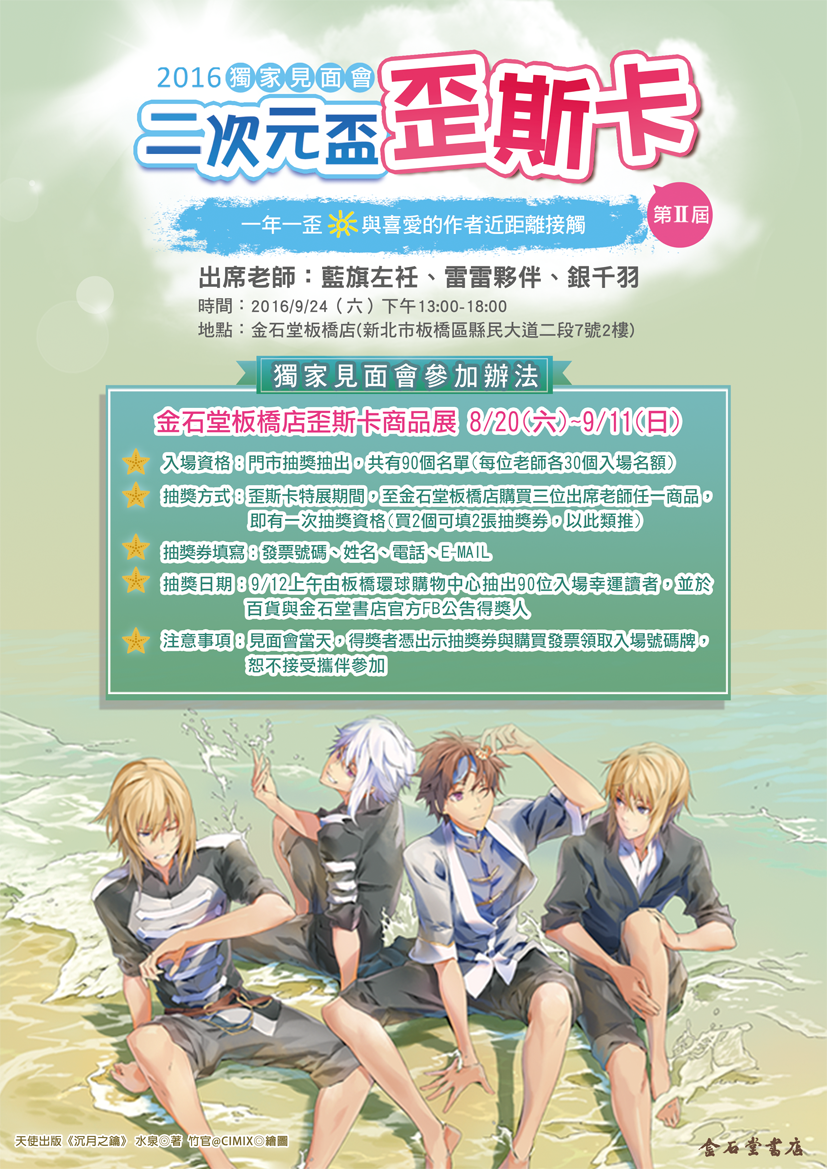 2016獨家見面會
二次元盃歪斯卡
第II屆
一年一歪 與喜愛的作者近距離接觸
出席老師：藍旗左衽、雷雷夥伴、銀千羽
時間：2016/9/24（六）下午13:00-18:00
地點：金石堂板橋店(新北市板橋區縣民大道二段7號2樓)
獨家見面會參加辦法
金石堂板橋店歪斯卡商品展 8/20(六)~9/11(日)
入場資格：門市抽獎抽出，共有90個名單(每位老師各30個入場名額)
抽獎方式：歪斯卡特展期間，至金石堂板橋店購買三位出席老師任一商品，
即有一次抽獎資格(買2個可填2張抽獎券，以此類推)
抽獎券填寫：發票號碼、姓名、電話、E-MAIL
抽獎日期：9/12上午由板橋環球購物中心抽出90位入場幸運讀者，並於
百貨與金石堂書店官方FB公告得獎人
注意事項：見面會當天，得獎者憑出示抽獎券與購買發票領取入場號碼牌，
恕不接受攜伴參加
天使出版《沉月之鑰》 水泉◎著 竹官@CIMIX◎繪圖
金石堂書店